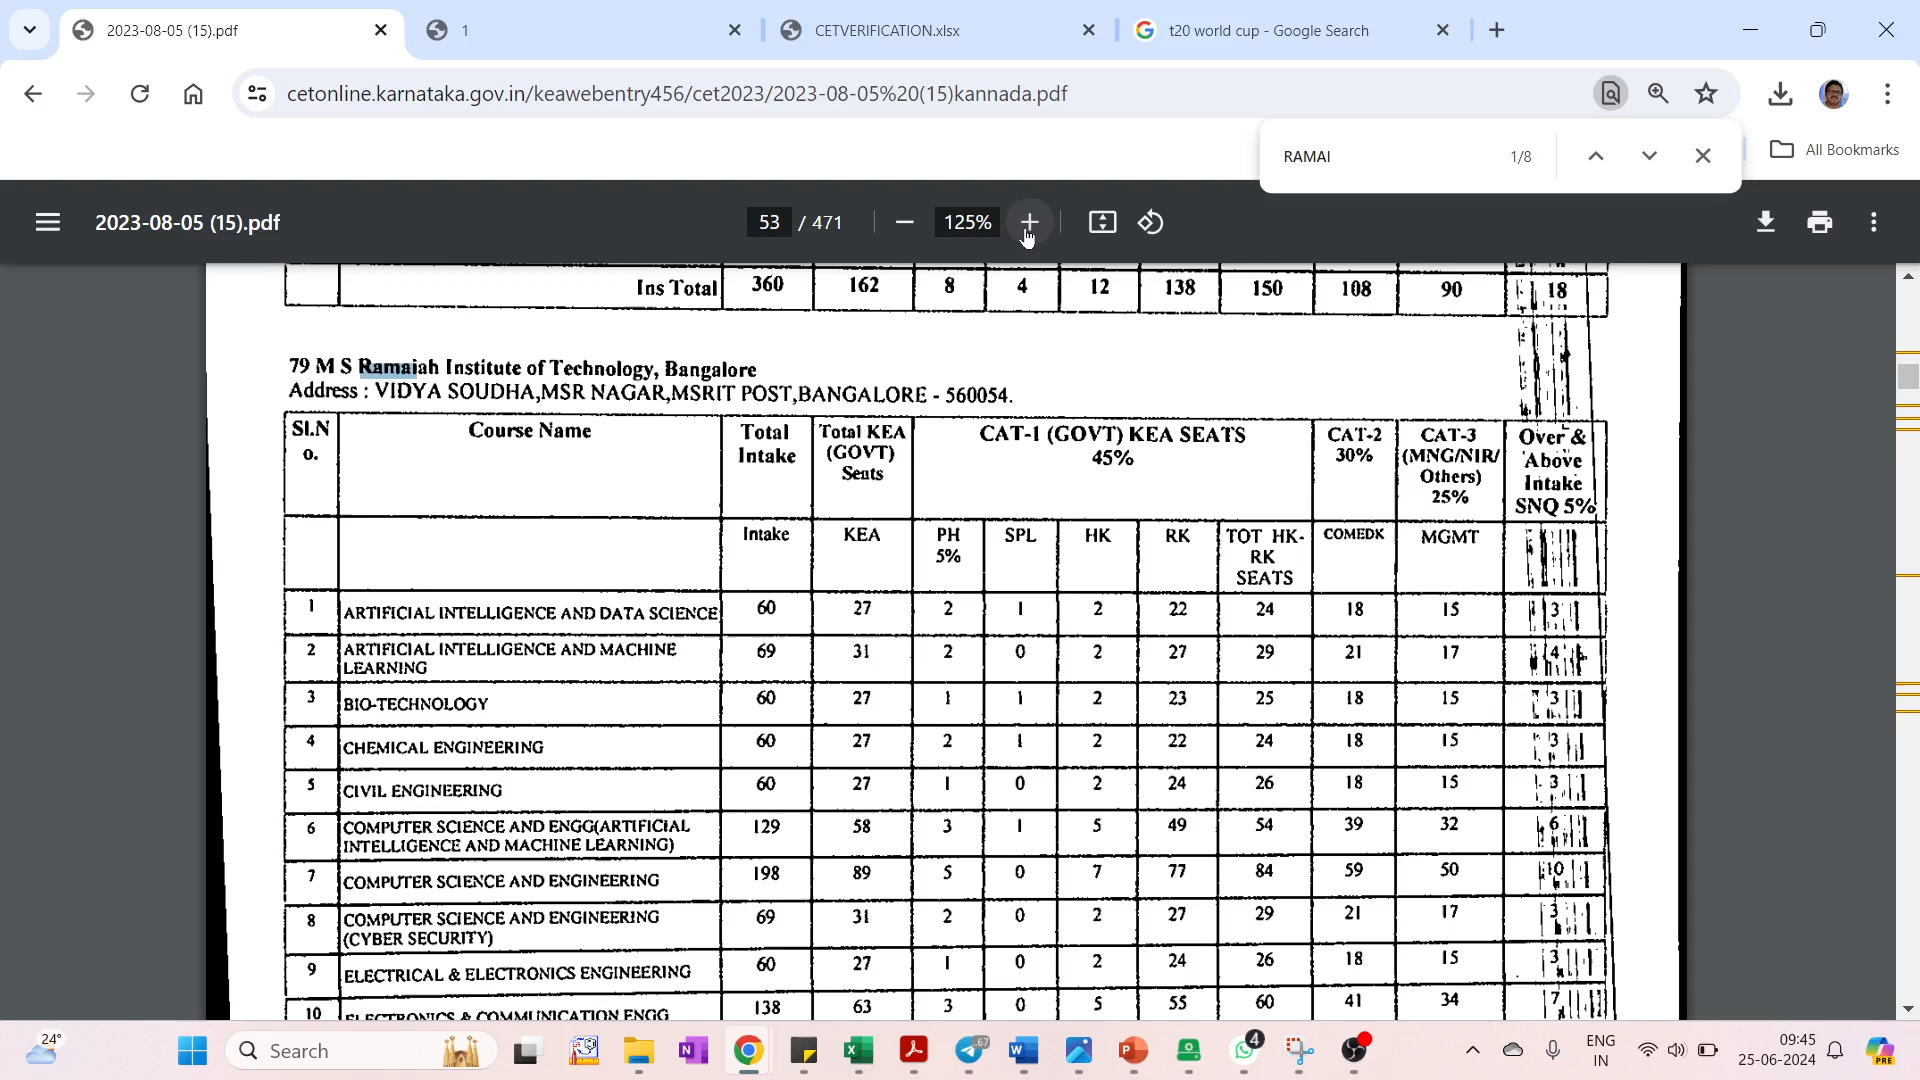 2023-08-05 (15).pdf
1
CETVERIFICATION.xlsx
t20 world cup - Google Search
cetonline.karnataka.gov.in/keawebentry456/cet2023/2023-08-05%20(15)kannada.pdf
RAMAI 1/8
All Bookmarks
2023-08-05 (15).pdf 53 / 471 125%
Ins Total 360 162 8 4 12 138 150 108 90 18
79 M S Ramaiah Institute of Technology, Bangalore
Address : VIDYA SOUDHA,MSR NAGAR,MSRIT POST,BANGALORE - 560054.
Sl.N
o.
Course Name
Total
Intake
Total KEA
(GOVT)
Seats
CAT-1 (GOVT) KEA SEATS
45%
CAT-2
30%
CAT-3
(MNG/NIR/
Others)
25%
Over &
Above
Intake
SNQ 5%
Intake
KEA
PH
5%
SPL
HK
RK
TOT HK-
RK
SEATS
COMEDK
MGMT
1 ARTIFICIAL INTELLIGENCE AND DATA SCIENCE 60 27 2 1 2 22 24 18 15 3
2 ARTIFICIAL INTELLIGENCE AND MACHINE 69 31 2 0 2 27 29 21 17 4
LEARNING
3 BIO-TECHNOLOGY 60 27 1 1 2 23 25 18 15 3
4 CHEMICAL ENGINEERING 60 27 2 1 2 22 24 18 15 3
5 CIVIL ENGINEERING 60 27 1 0 2 24 26 18 15 3
6 COMPUTER SCIENCE AND ENGG(ARTIFICIAL 129 58 3 1 5 49 54 39 32 6
INTELLIGENCE AND MACHINE LEARNING)
7 COMPUTER SCIENCE AND ENGINEERING 198 89 5 0 7 77 84 59 50 10
8 COMPUTER SCIENCE AND ENGINEERING 69 31 2 0 2 27 29 21 17 3
(CYBER SECURITY)
9 ELECTRICAL & ELECTRONICS ENGINEERING 60 27 1 0 2 24 26 18 15 3
10 ELECTRONICS & COMMUNICATION ENGG 138 63 3 0 5 55 60 41 34 7
24°
Search
67
4
ENG
IN
09:45
25-06-2024
PRE